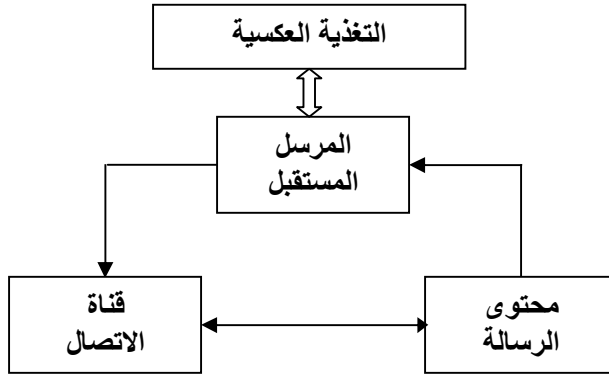 التغذية العكسية
المرسل
المستقبل
قناة
الاتصال
محتوى
الرسالة